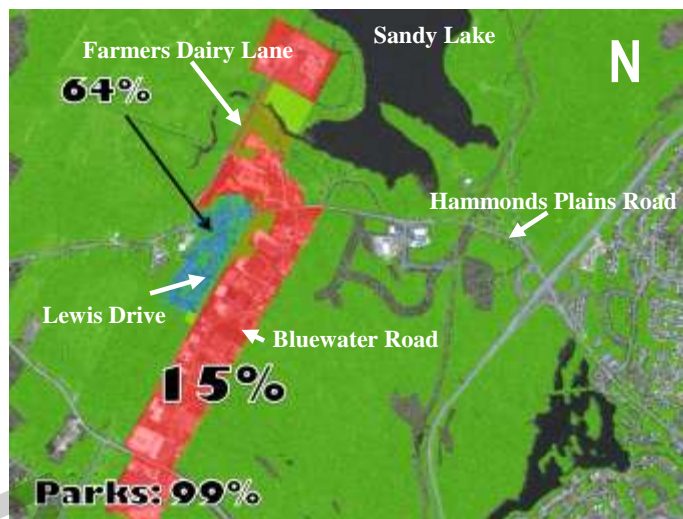 Sandy Lake
Farmers Dairy Lane
N
64%
Hammonds Plains Road
Lewis Drive
Bluewater Road
15%
Parks: 99%